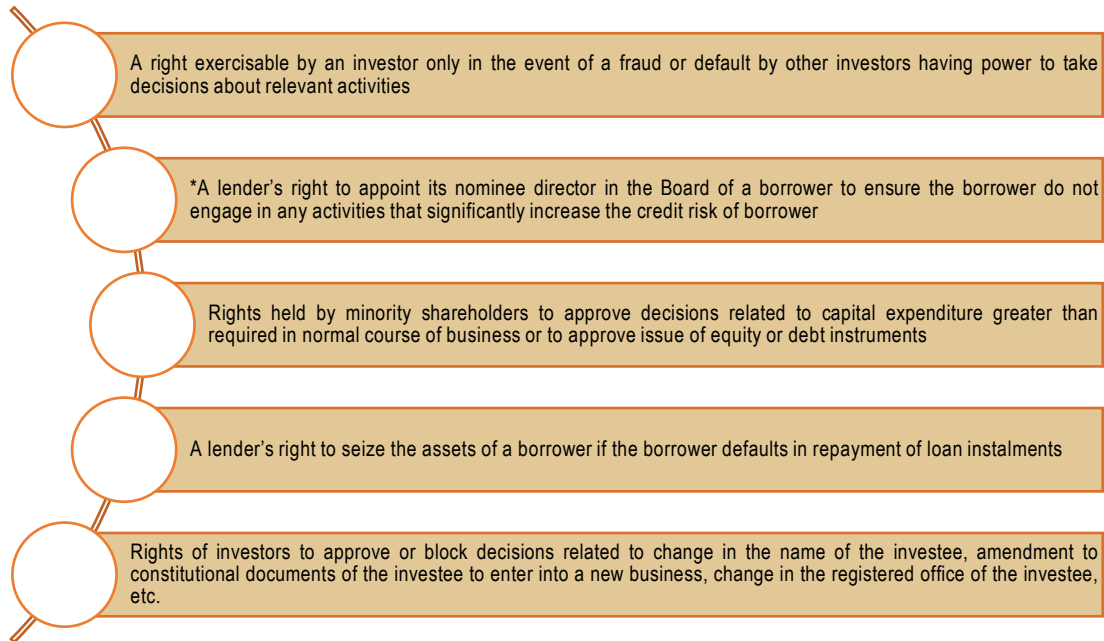 A right exercisable by an investor only in the event of a fraud or default by other investors having power to take
decisions about relevant activities
*A lender's right to appoint its nominee director in the Board of a borrower to ensure the borrower do not
engage in any activities that significantly increase the credit risk of borrower
Rights held by minority shareholders to approve decisions related to capital expenditure greater than
required in normal course of business or to approve issue of equity or debt instruments
A lender's right to seize the assets of a borrower if the borrower defaults in repayment of loan instalments
Rights of investors to approve or block decisions related to change in the name of the investee, amendment to
constitutional documents of the investee to enter into a new business, change in the registered office of the investee,
etc.